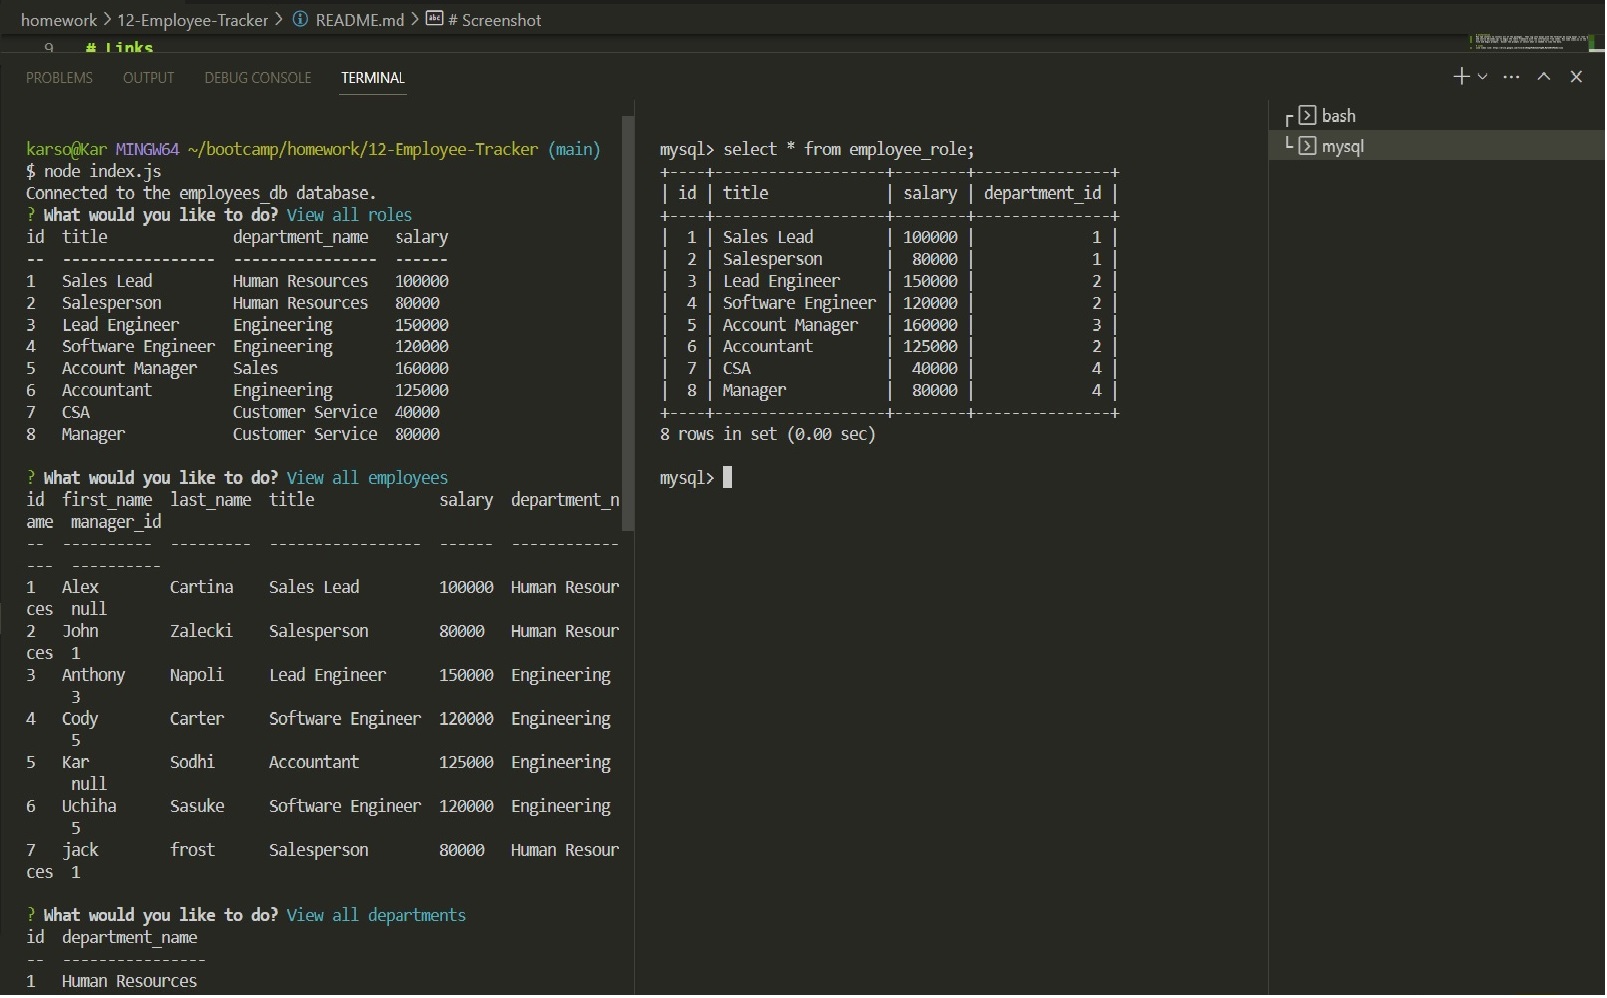 homework > 12-Employee-Tracker > README.md > # Screenshot
9 # Links
PROBLEMS OUTPUT DEBUG CONSOLE TERMINAL
karso@Kar MINGW64 ~/bootcamp/homework/12-Employee-Tracker (main)
$ node index.js
Connected to the employees_db database.
? What would you like to do? View all roles
id  title              department_name   salary
--  -----------------  ----------------  ------
1   Sales Lead         Human Resources   100000
2   Salesperson        Human Resources   80000
3   Lead Engineer      Engineering       150000
4   Software Engineer  Engineering       120000
5   Account Manager    Sales             160000
6   Accountant         Engineering       125000
7   CSA                Customer Service  40000
8   Manager            Customer Service  80000
? What would you like to do? View all employees
id  first_name  last_name  title              salary  department_n
ame  manager_id
--  ----------  ---------  -----------------  ------  ------------
---  ----------
1   Alex        Cartina    Sales Lead         100000  Human Resour
ces  null
2   John        Zalecki    Salesperson        80000   Human Resour
ces  1
3   Anthony     Napoli     Lead Engineer      150000  Engineering
     3
4   Cody        Carter     Software Engineer  120000  Engineering
     5
5   Kar         Sodhi      Accountant         125000  Engineering
     null
6   Uchiha      Sasuke     Software Engineer  120000  Engineering
     5
7   jack        frost      Salesperson        80000   Human Resour
ces  1
? What would you like to do? View all departments
id  department_name
--  ----------------
1   Human Resources
mysql> select * from employee_role;
+----+-------------------+--------+---------------+
| id | title             | salary | department_id |
+----+-------------------+--------+---------------+
|  1 | Sales Lead        | 100000 |             1 |
|  2 | Salesperson       |  80000 |             1 |
|  3 | Lead Engineer     | 150000 |             2 |
|  4 | Software Engineer | 120000 |             2 |
|  5 | Account Manager   | 160000 |             3 |
|  6 | Accountant        | 125000 |             2 |
|  7 | CSA               |  40000 |             4 |
|  8 | Manager           |  80000 |             4 |
+----+-------------------+--------+---------------+
8 rows in set (0.00 sec)
mysql>
bash
mysql